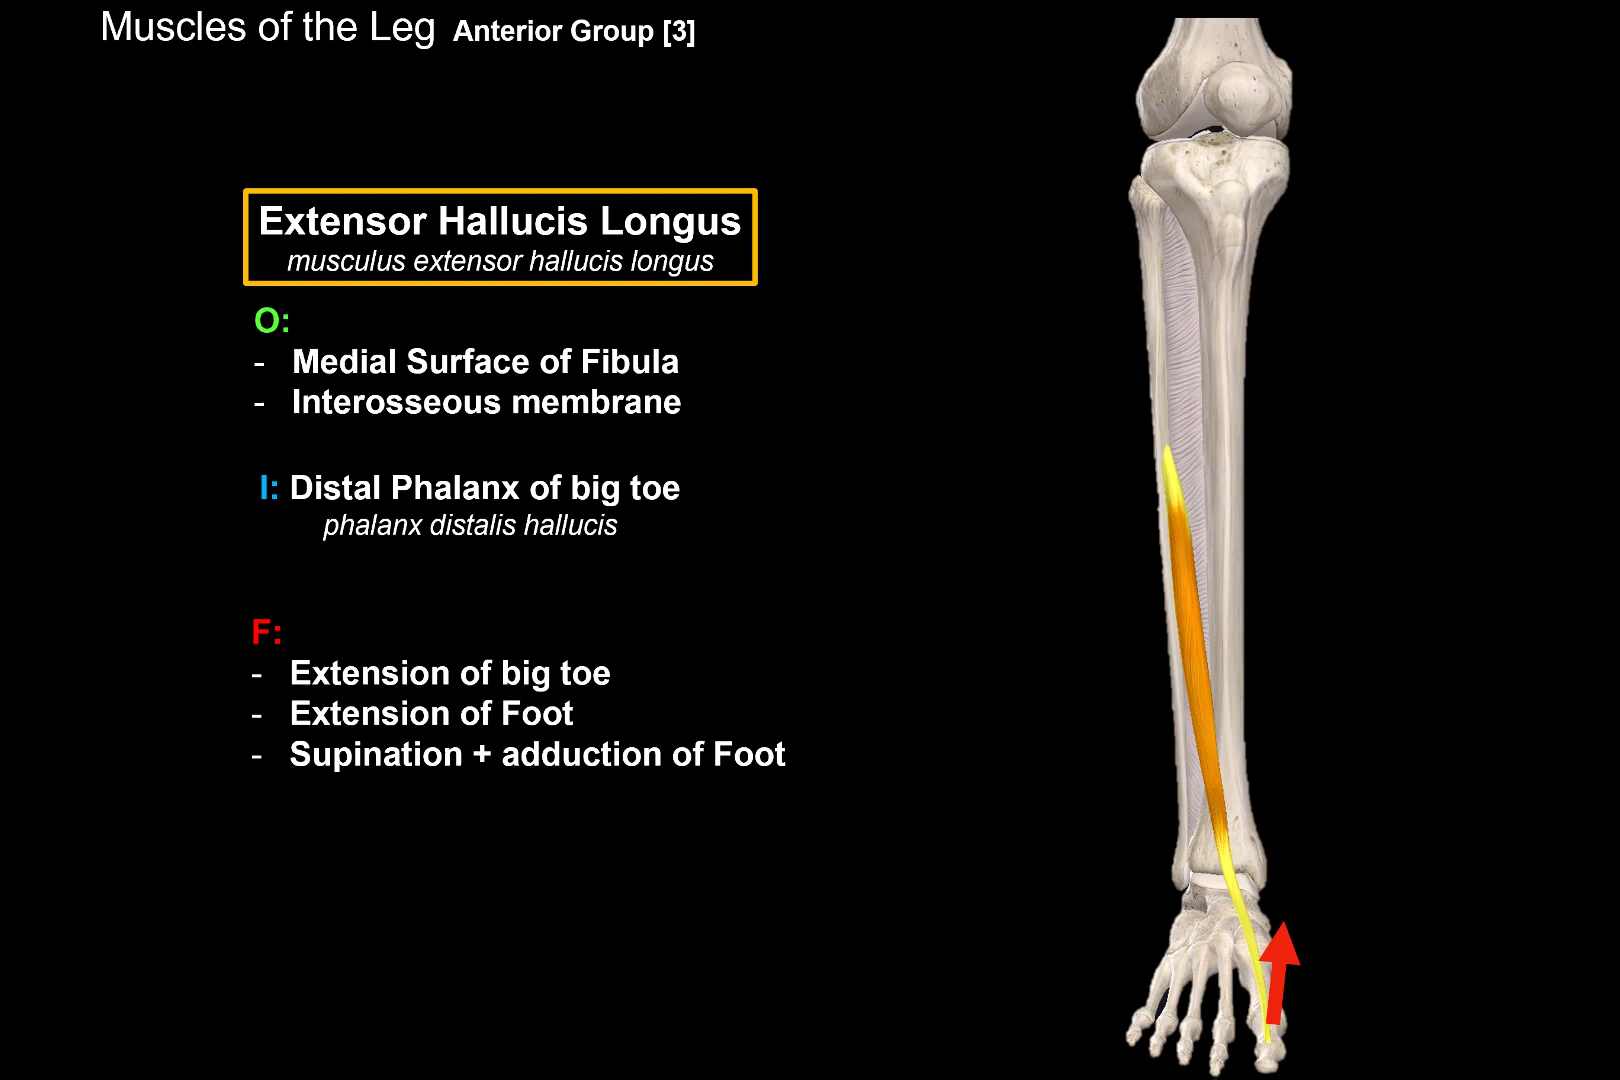 Muscles of the Leg Anterior Group [3]
Extensor Hallucis Longus
musculus extensor hallucis longus
O:
- Medial Surface of Fibula
- Interosseous membrane
I: Distal Phalanx of big toe
phalanx distalis hallucis
F:
- Extension of big toe
- Extension of Foot
- Supination + adduction of Foot